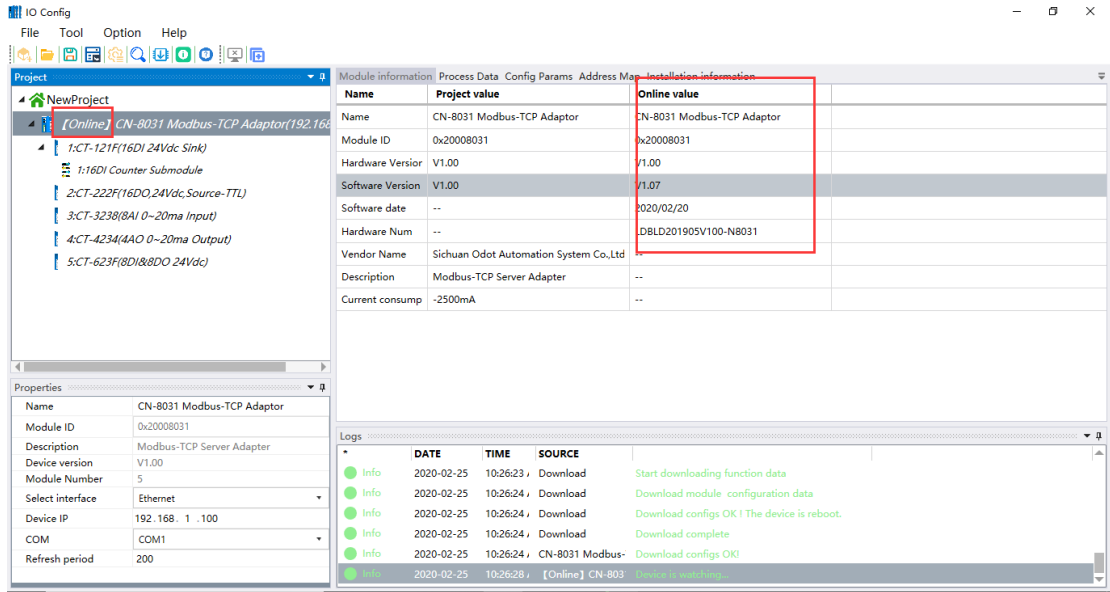 IO Config
File Tool Option Help
Project
NewProject
【Online】CN-8031 Modbus-TCP Adaptor(192.168
1:CT-121F(16DI 24Vdc Sink)
1:16DI Counter Submodule
2:CT-222F(16DO,24Vdc,Source-TTL)
3:CT-3238(8AI 0~20ma Input)
4:CT-4234(4AO 0~20ma Output)
5:CT-623F(8DI&8DO 24Vdc)
Module information Process Data Config Params Address Map Installation information
Name Project value Online value
Name CN-8031 Modbus-TCP Adaptor CN-8031 Modbus-TCP Adaptor
Module ID 0x20008031 0x20008031
Hardware Version V1.00 V1.00
Software Version V1.00 V1.07
Software date -- 2020/02/20
Hardware Num -- LDBLD201905V100-N8031
Vendor Name Sichuan Odot Automation System Co.,Ltd --
Description Modbus-TCP Server Adapter --
Current consump -2500mA --
Properties
Name CN-8031 Modbus-TCP Adaptor
Module ID 0x20008031
Description Modbus-TCP Server Adapter
Device version V1.00
Module Number 5
Select interface Ethernet
Device IP 192.168. 1 .100
COM COM1
Refresh period 200
Logs
* DATE TIME SOURCE
Info 2020-02-25 10:26:23 Download Start downloading function data
Info 2020-02-25 10:26:24 Download Download module configuration data
Info 2020-02-25 10:26:24 Download Download configs OK ! The device is reboot.
Info 2020-02-25 10:26:24 Download Download complete
Info 2020-02-25 10:26:24 CN-8031 Modbus- Download configs OK!
Info 2020-02-25 10:26:28 【Online】CN-803 Device is watching...